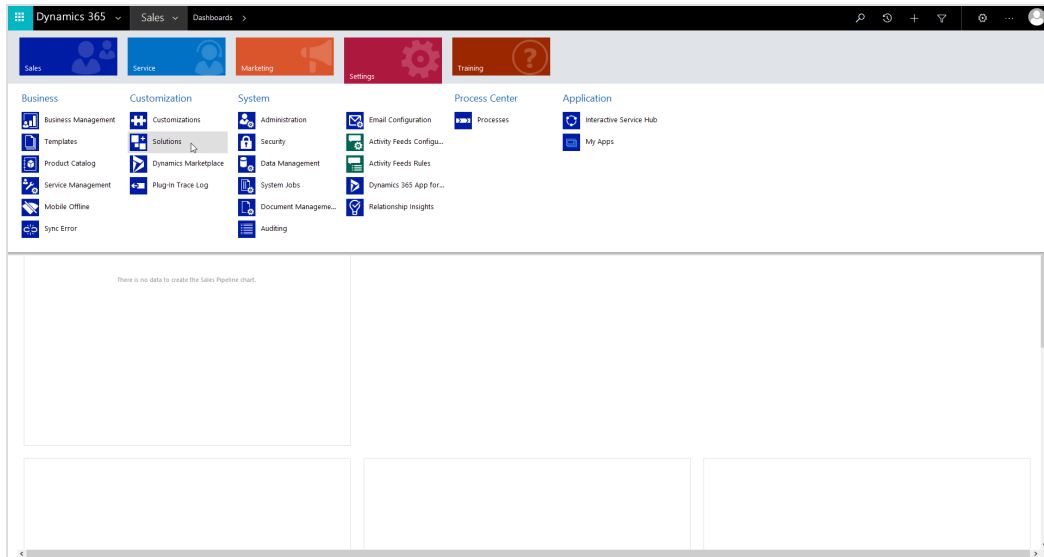 Dynamics 365
Sales
Dashboards
Sales
Service
Marketing
Settings
Training
Business
Business Management
Templates
Product Catalog
Service Management
Mobile Offline
Sync Error
Customization
Customizations
Solutions
Dynamics Marketplace
Plug-In Trace Log
System
Administration
Security
Data Management
System Jobs
Document Manageme...
Auditing
Email Configuration
Activity Feeds Configu...
Activity Feeds Rules
Dynamics 365 App for...
Relationship Insights
Process Center
Processes
Application
Interactive Service Hub
My Apps
There is no data to create the Sales Pipeline chart.